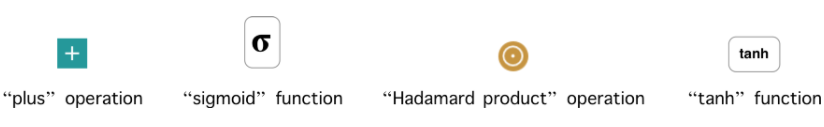 +
σ
tanh
“plus” operation “sigmoid” function “Hadamard product” operation “tanh” function